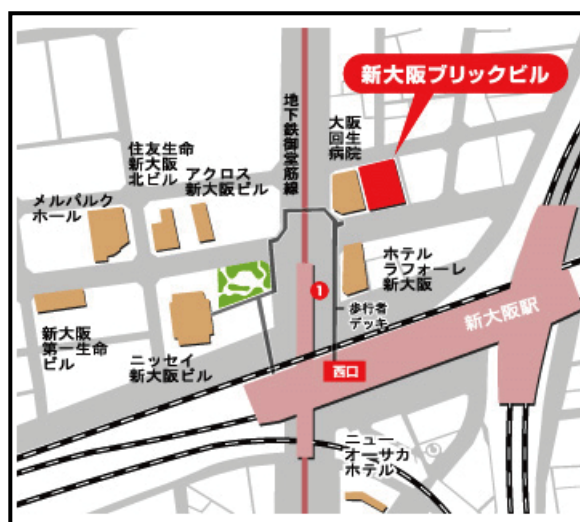 新大阪ブリックビル
地下鉄御堂筋線
大阪
回生
病院
住友生命
新大阪
北ビル
アクロス
新大阪ビル
メルパルク
ホール
ホテル
ラフォーレ
新大阪
1
歩行者
デッキ
新大阪駅
新大阪
第一生命
ビル
ニッセイ
新大阪ビル
西口
ニュー
オーサカ
ホテル